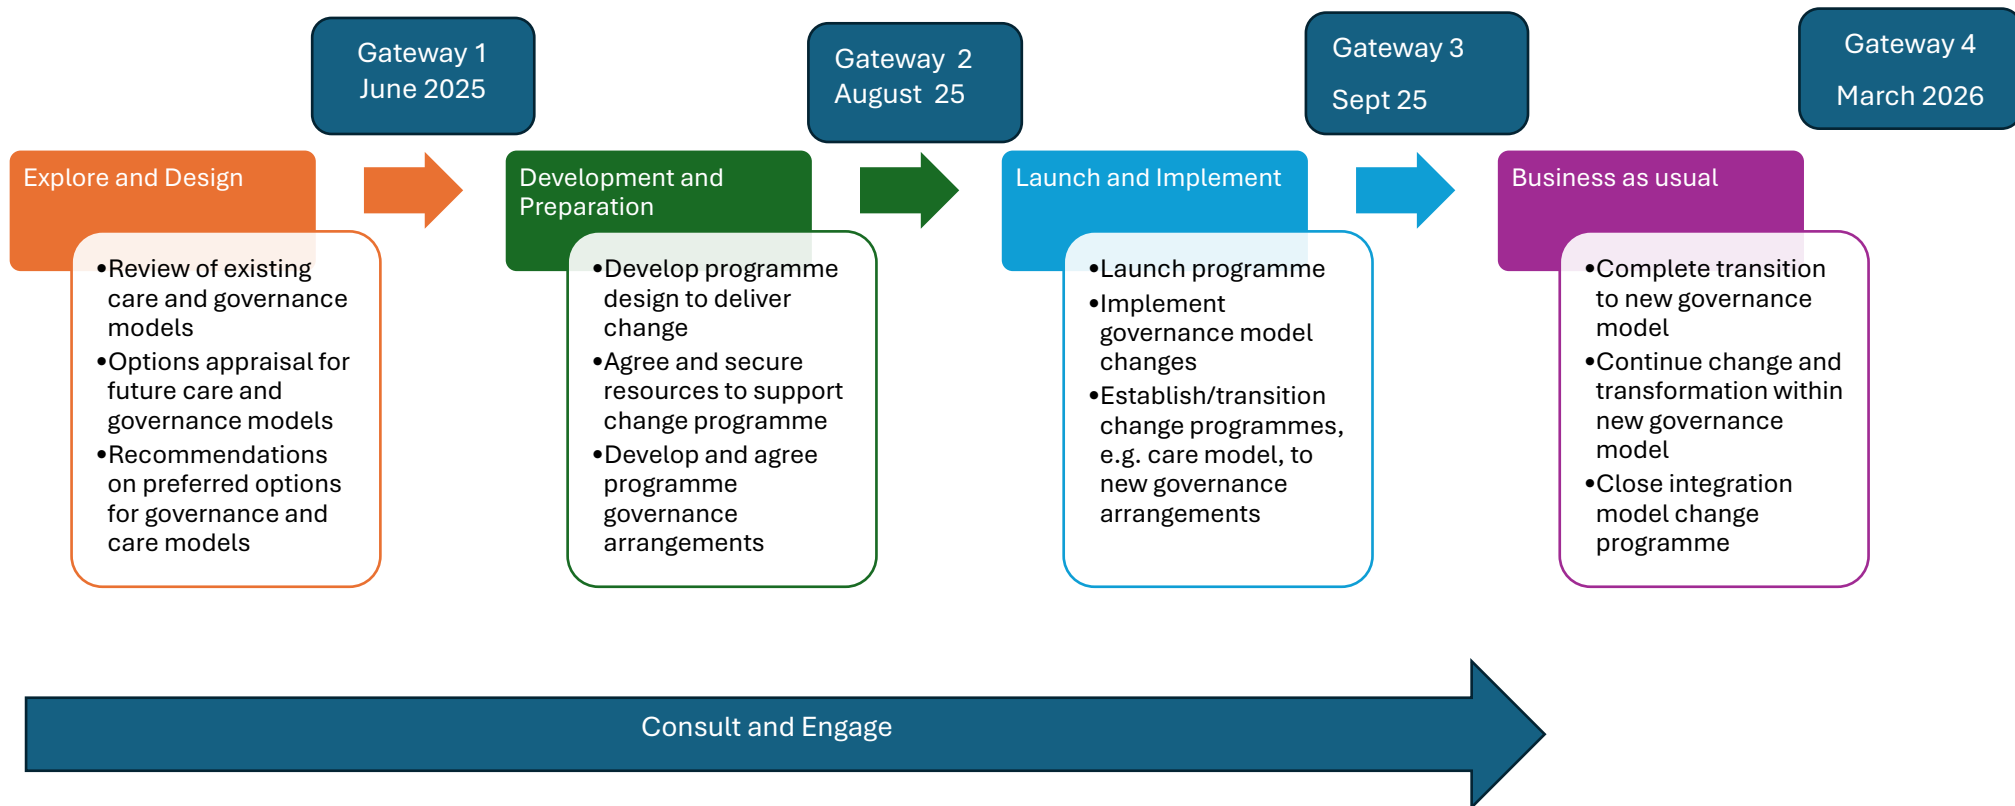 Gateway 1
June 2025
Gateway  2
August  25
Gateway 3
Sept 25
Gateway 4
March 2026
Explore and Design
•Review of existing
care and governance
models
•Options appraisal for
future care and
governance models
•Recommendations
on preferred options
for governance and
care models
Development and
Preparation
•Develop programme
design to deliver
change
•Agree and secure
resources to support
change programme
•Develop and agree
programme
governance
arrangements
Launch and Implement
•Launch programme
•Implement
governance model
changes
•Establish/transition
change programmes,
e.g. care model, to
new governance
arrangements
Business as usual
•Complete transition
to new governance
model
•Continue change and
transformation within
new governance
model
•Close integration
model change
programme
Consult and Engage